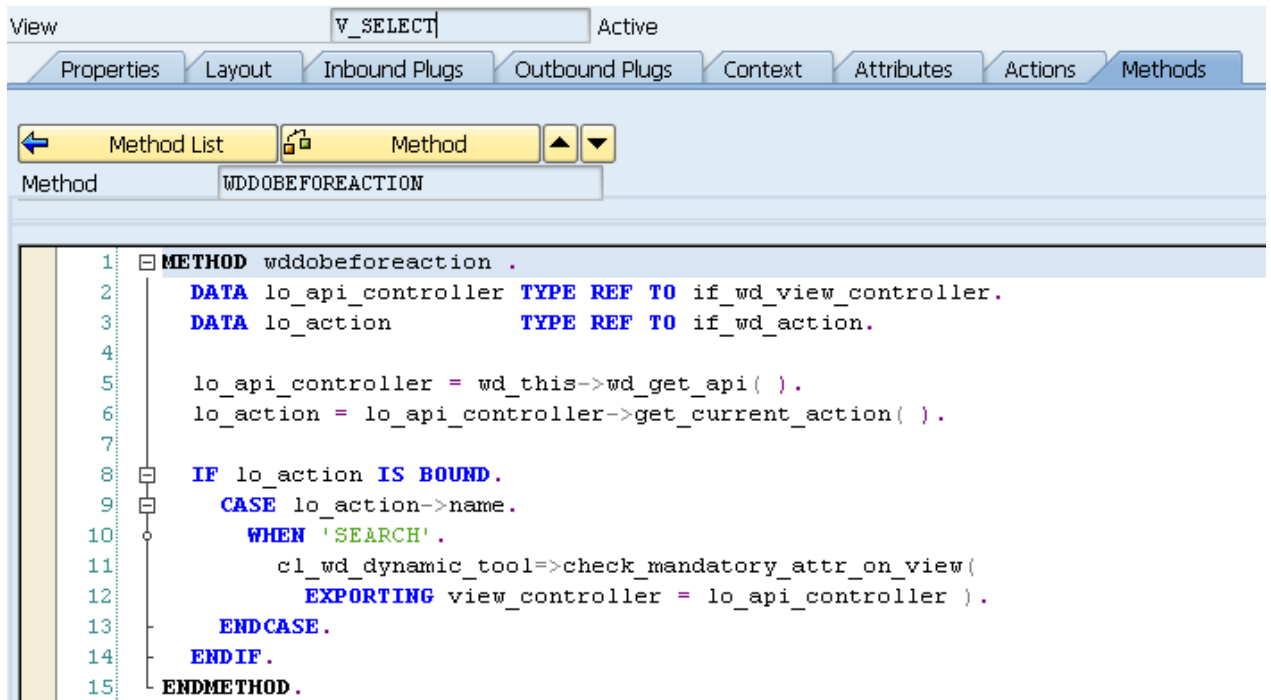 View V_SELECT Active
Properties Layout Inbound Plugs Outbound Plugs Context Attributes Actions Methods
Method List Method
Method WDDOBEFOREACTION
1 METHOD wddobeforeaction .
2 DATA lo_api_controller TYPE REF TO if_wd_view_controller.
3 DATA lo_action TYPE REF TO if_wd_action.
4
5 lo_api_controller = wd_this->wd_get_api( ).
6 lo_action = lo_api_controller->get_current_action( ).
7
8 IF lo_action IS BOUND.
9 CASE lo_action->name.
10 WHEN 'SEARCH'.
11 cl_wd_dynamic_tool=>check_mandatory_attr_on_view(
12 EXPORTING view_controller = lo_api_controller ).
13 ENDCASE.
14 ENDIF.
15 ENDMETHOD.